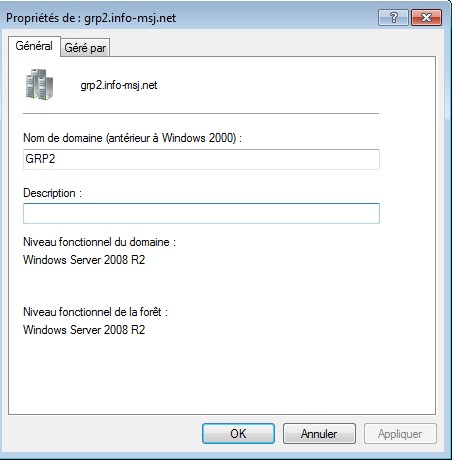 Propriétés de : grp2.info-msj.net
Général
Géré par
grp2.info-msj.net
Nom de domaine (antérieur à Windows 2000) :
GRP2
Description :
Niveau fonctionnel du domaine :
Windows Server 2008 R2
Niveau fonctionnel de la forêt :
Windows Server 2008 R2
OK
Annuler
Appliquer